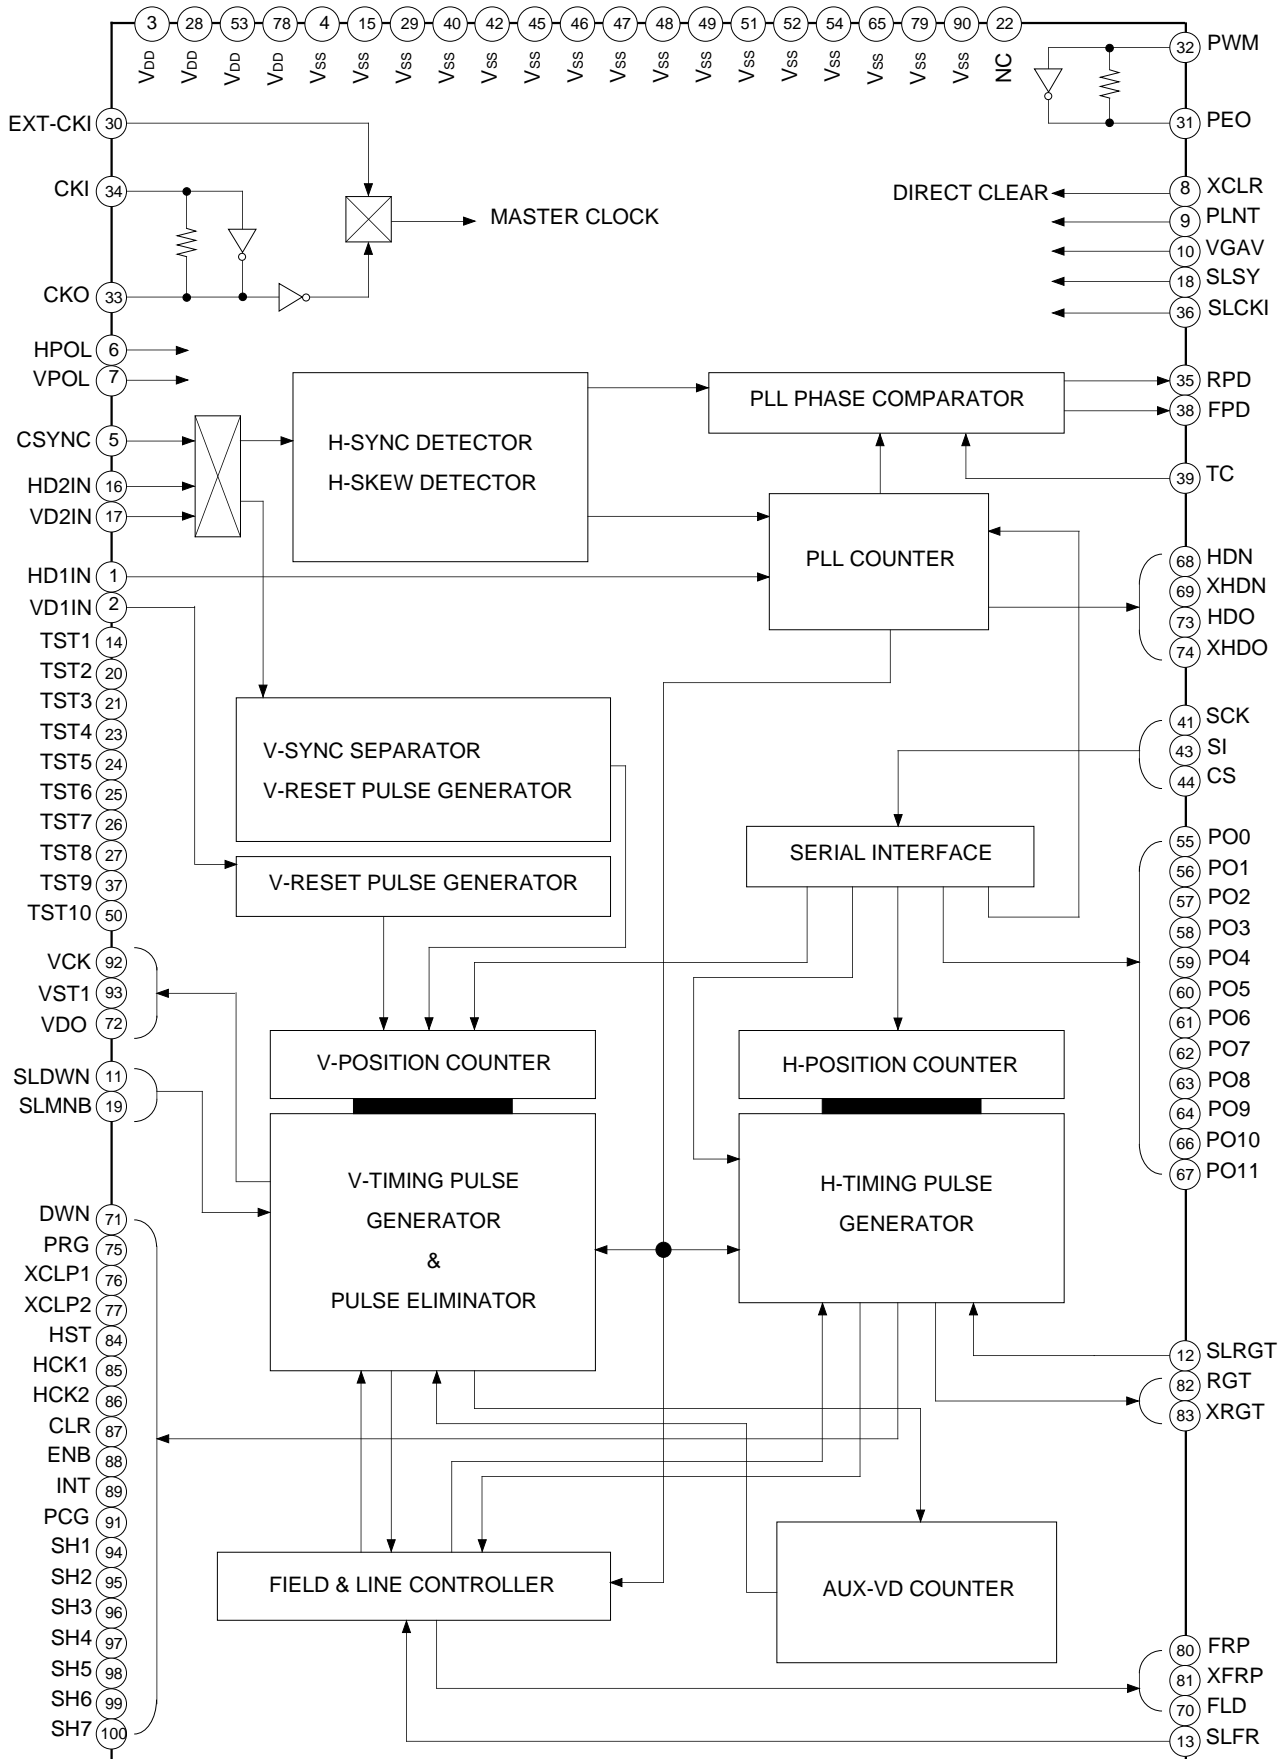 3 28 53 78 4 15 29 40 42 45 46 47 48 49 51 52 54 65 79 90 22
VDD VDD VDD VDD VSS VSS VSS VSS VSS VSS VSS VSS VSS VSS VSS VSS VSS VSS VSS VSS NC
32 PWM
31 PEO
EXT-CKI 30
CKI 34
CKO 33
MASTER CLOCK
DIRECT CLEAR
8 XCLR
9 PLNT
10 VGAV
18 SLSY
36 SLCKI
HPOL 6
VPOL 7
CSYNC 5
HD2IN 16
VD2IN 17
HD1IN 1
VD1IN 2
TST1 14
TST2 20
TST3 21
TST4 23
TST5 24
TST6 25
TST7 26
TST8 27
TST9 37
TST10 50
VCK 92
VST1 93
VDO 72
SLDWN 11
SLMNB 19
DWN 71
PRG 75
XCLP1 76
XCLP2 77
HST 84
HCK1 85
HCK2 86
CLR 87
ENB 88
INT 89
PCG 91
SH1 94
SH2 95
SH3 96
SH4 97
SH5 98
SH6 99
SH7 100
H-SYNC DETECTOR
H-SKEW DETECTOR
PLL PHASE COMPARATOR
PLL COUNTER
V-SYNC SEPARATOR
V-RESET PULSE GENERATOR
V-RESET PULSE GENERATOR
SERIAL INTERFACE
V-POSITION COUNTER
H-POSITION COUNTER
V-TIMING PULSE
GENERATOR
&
PULSE ELIMINATOR
H-TIMING PULSE
GENERATOR
FIELD & LINE CONTROLLER
AUX-VD COUNTER
35 RPD
38 FPD
39 TC
68 HDN
69 XHDN
73 HDO
74 XHDO
41 SCK
43 SI
44 CS
55 PO0
56 PO1
57 PO2
58 PO3
59 PO4
60 PO5
61 PO6
62 PO7
63 PO8
64 PO9
66 PO10
67 PO11
12 SLRGT
82 RGT
83 XRGT
80 FRP
81 XFRP
70 FLD
13 SLFR